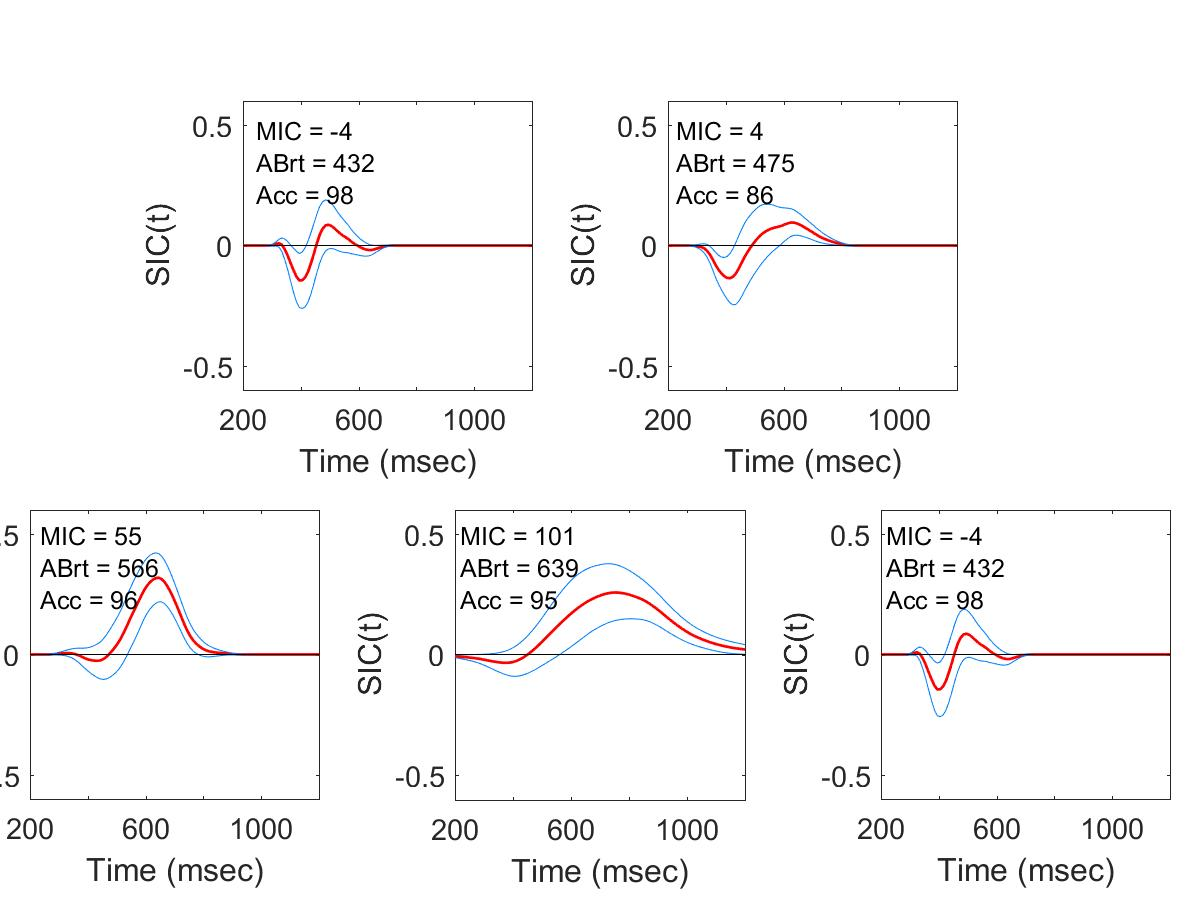 0.5
0
-0.5
SIC(t)
MIC = -4
ABrt = 432
Acc = 98
200 600 1000
Time (msec)
0.5
0
-0.5
SIC(t)
MIC = 4
ABrt = 475
Acc = 86
200 600 1000
Time (msec)
.5
0
.5
MIC = 55
ABrt = 566
Acc = 96
200 600 1000
Time (msec)
0.5
0
-0.5
SIC(t)
MIC = 101
ABrt = 639
Acc = 95
200 600 1000
Time (msec)
0.5
0
-0.5
SIC(t)
MIC = -4
ABrt = 432
Acc = 98
200 600 1000
Time (msec)